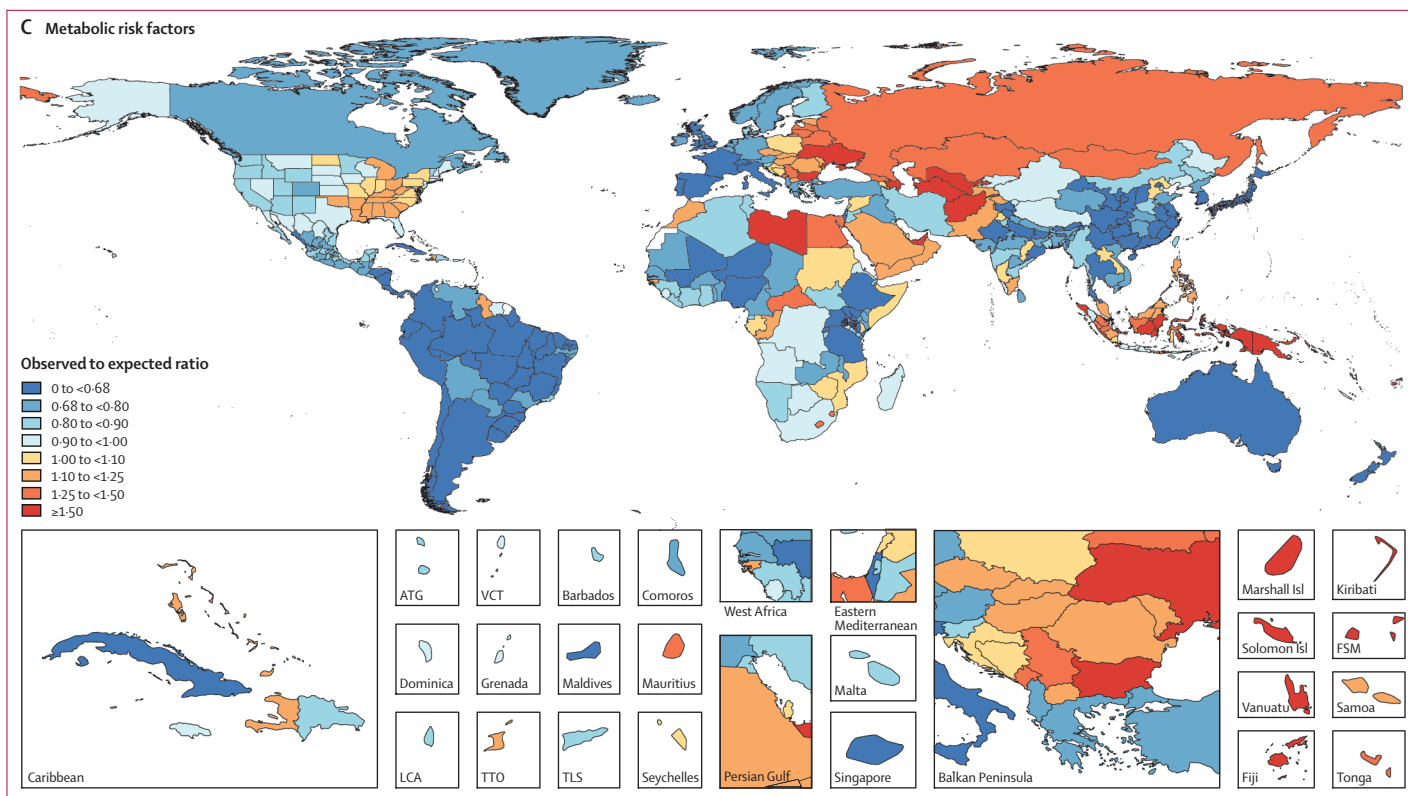 C Metabolic risk factors
Observed to expected ratio
0 to <0·68
0·68 to <0·80
0·80 to <0·90
0·90 to <1·00
1·00 to <1·10
1·10 to <1·25
1·25 to <1·50
≥1·50
Caribbean
ATG
VCT
Barbados
Comoros
Dominica
Grenada
Maldives
Mauritius
LCA
TTO
TLS
Seychelles
West Africa
Eastern
Mediterranean
Persian Gulf
Malta
Singapore
Balkan Peninsula
Marshall Isl
Kiribati
Solomon Isl
FSM
Vanuatu
Samoa
Fiji
Tonga